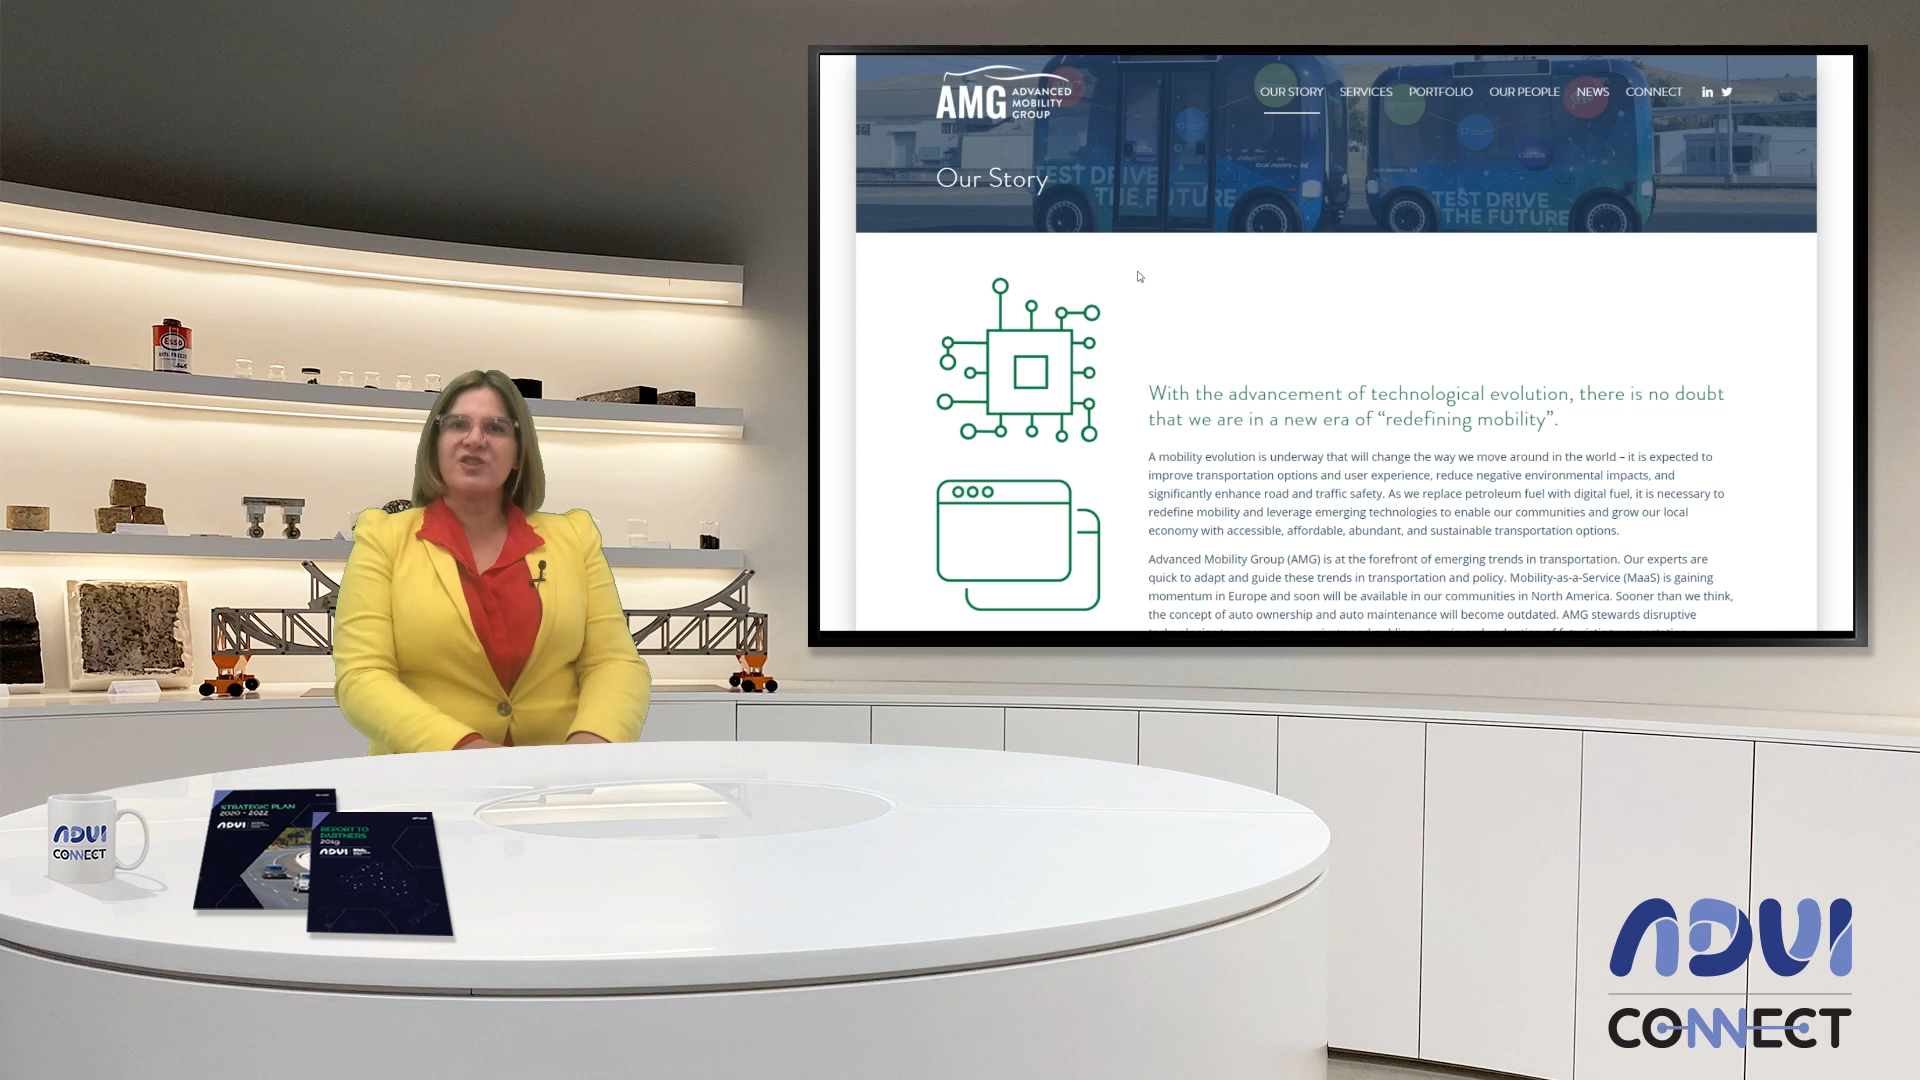 AMG ADVANCED
MOBILITY
GROUP
OUR STORY SERVICES PORTFOLIO OUR PEOPLE NEWS CONNECT in
Our Story
TEST DRIVE
THE FUTURE
TEST DRIVE
THE FUTURE
With the advancement of technological evolution, there is no doubt
that we are in a new era of “redefining mobility”.
A mobility evolution is underway that will change the way we move around in the world – it is expected to
improve transportation options and user experience, reduce negative environmental impacts, and
significantly enhance road and traffic safety. As we replace petroleum fuel with digital fuel, it is necessary to
redefine mobility and leverage emerging technologies to enable our communities and grow our local
economy with accessible, affordable, abundant, and sustainable transportation options.
Advanced Mobility Group (AMG) is at the forefront of emerging trends in transportation. Our experts are
quick to adapt and guide these trends in transportation and policy. Mobility-as-a-Service (MaaS) is gaining
momentum in Europe and soon will be available in our communities in North America. Sooner than we think,
the concept of auto ownership and auto maintenance will become outdated. AMG stewards disruptive
Esso
ANTI-FREEZE
ADVI
CONNECT
STRATEGIC PLAN
2020 - 2022
ADVI
REPORT TO
PARTNERS
2019
ADVI
ADVI
CONNECT